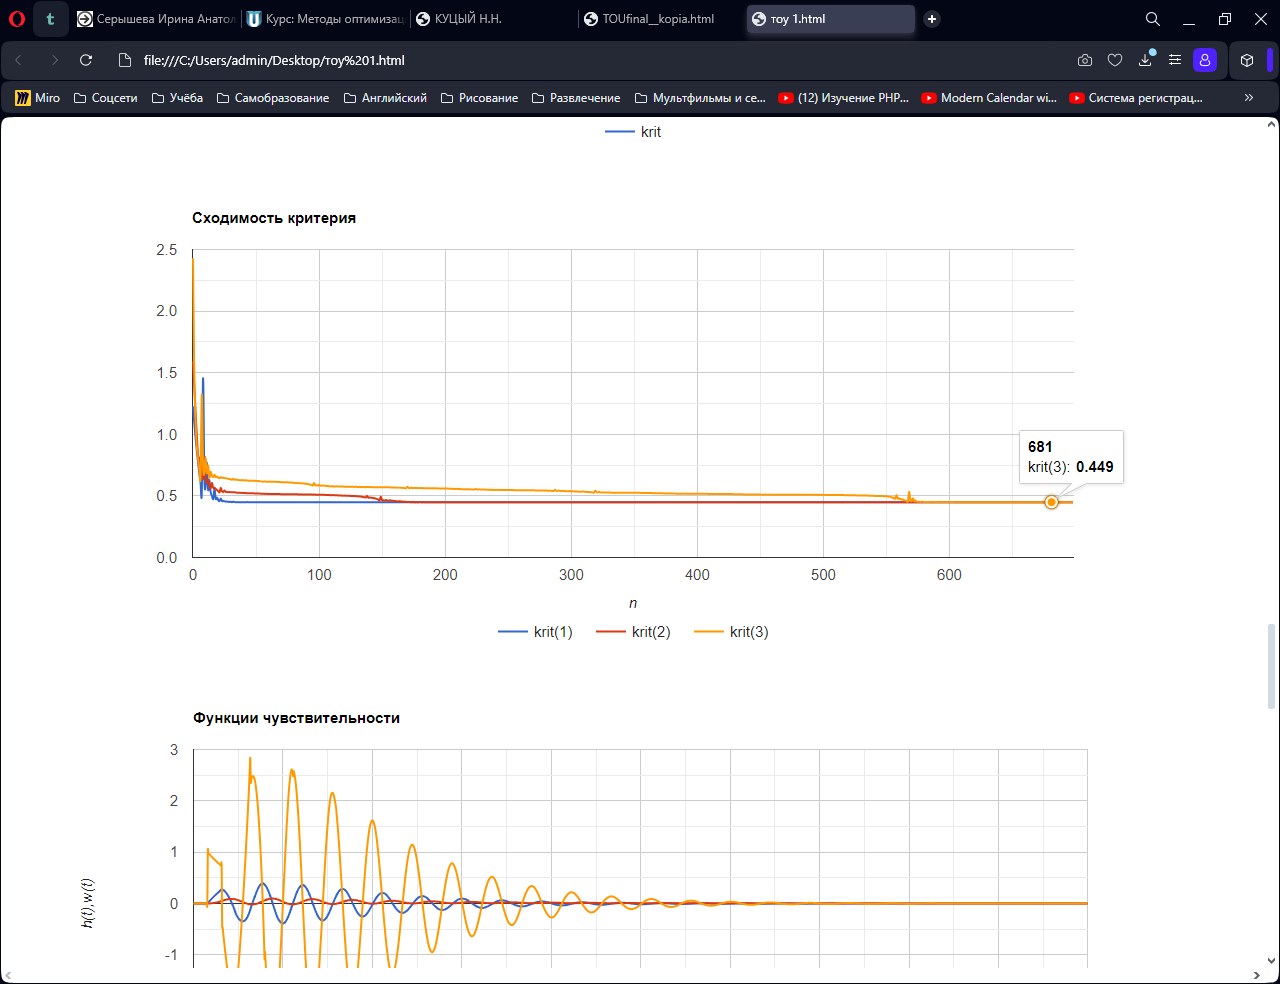 t
Серышева Ирина Анатол
Курс: Методы оптимизац
КУЦЫЙ Н.Н.
TOUfinal__kopia.html
тоу 1.html
file:///C:/Users/admin/Desktop/тоу%201.html
Miro
Соцсети
Учёба
Самобразование
Английский
Рисование
Развлечение
Мультфильмы и се...
(12) Изучение PHP...
Modern Calendar wi...
Система регистрац...
krit
Сходимость критерия
2.5
2.0
1.5
1.0
0.5
0.0
681
krit(3): 0.449
0 100 200 300 400 500 600
n
krit(1) krit(2) krit(3)
Функции чувствительности
3
2
1
0
-1
h(t),w(t)